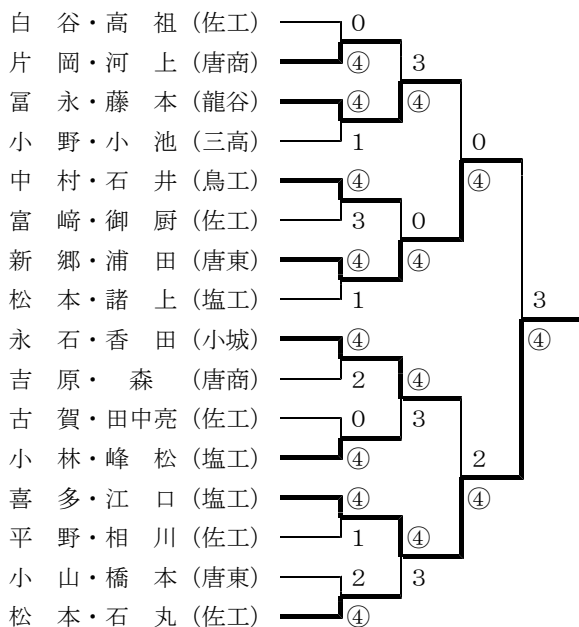 白谷・高祖（佐工） 0
片岡・河上（唐商） ④ 3
冨永・藤本（龍谷） ④ ④
小野・小池（三高） 1 0
中村・石井（鳥工） ④ ④
富﨑・御厨（佐工） 3 0
新郷・浦田（唐東） ④ ④
松本・諸上（塩工） 1 3
永石・香田（小城） ④ ④
吉原・森（唐商） 2 ④
古賀・田中亮（佐工） 0 3
小林・峰松（塩工） ④ 2
喜多・江口（塩工） ④ ④
平野・相川（佐工） 1 ④
小山・橋本（唐東） 2 3
松本・石丸（佐工） ④